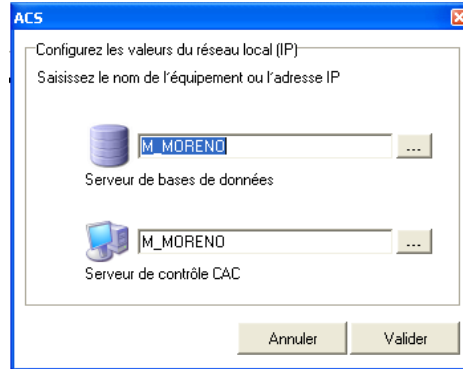 ACS
Configurez les valeurs du réseau local (IP)
Saisissez le nom de l'équipement ou l'adresse IP
M_MORENO
...
Serveur de bases de données
M_MORENO
...
Serveur de contrôle CAC
Annuler
Valider